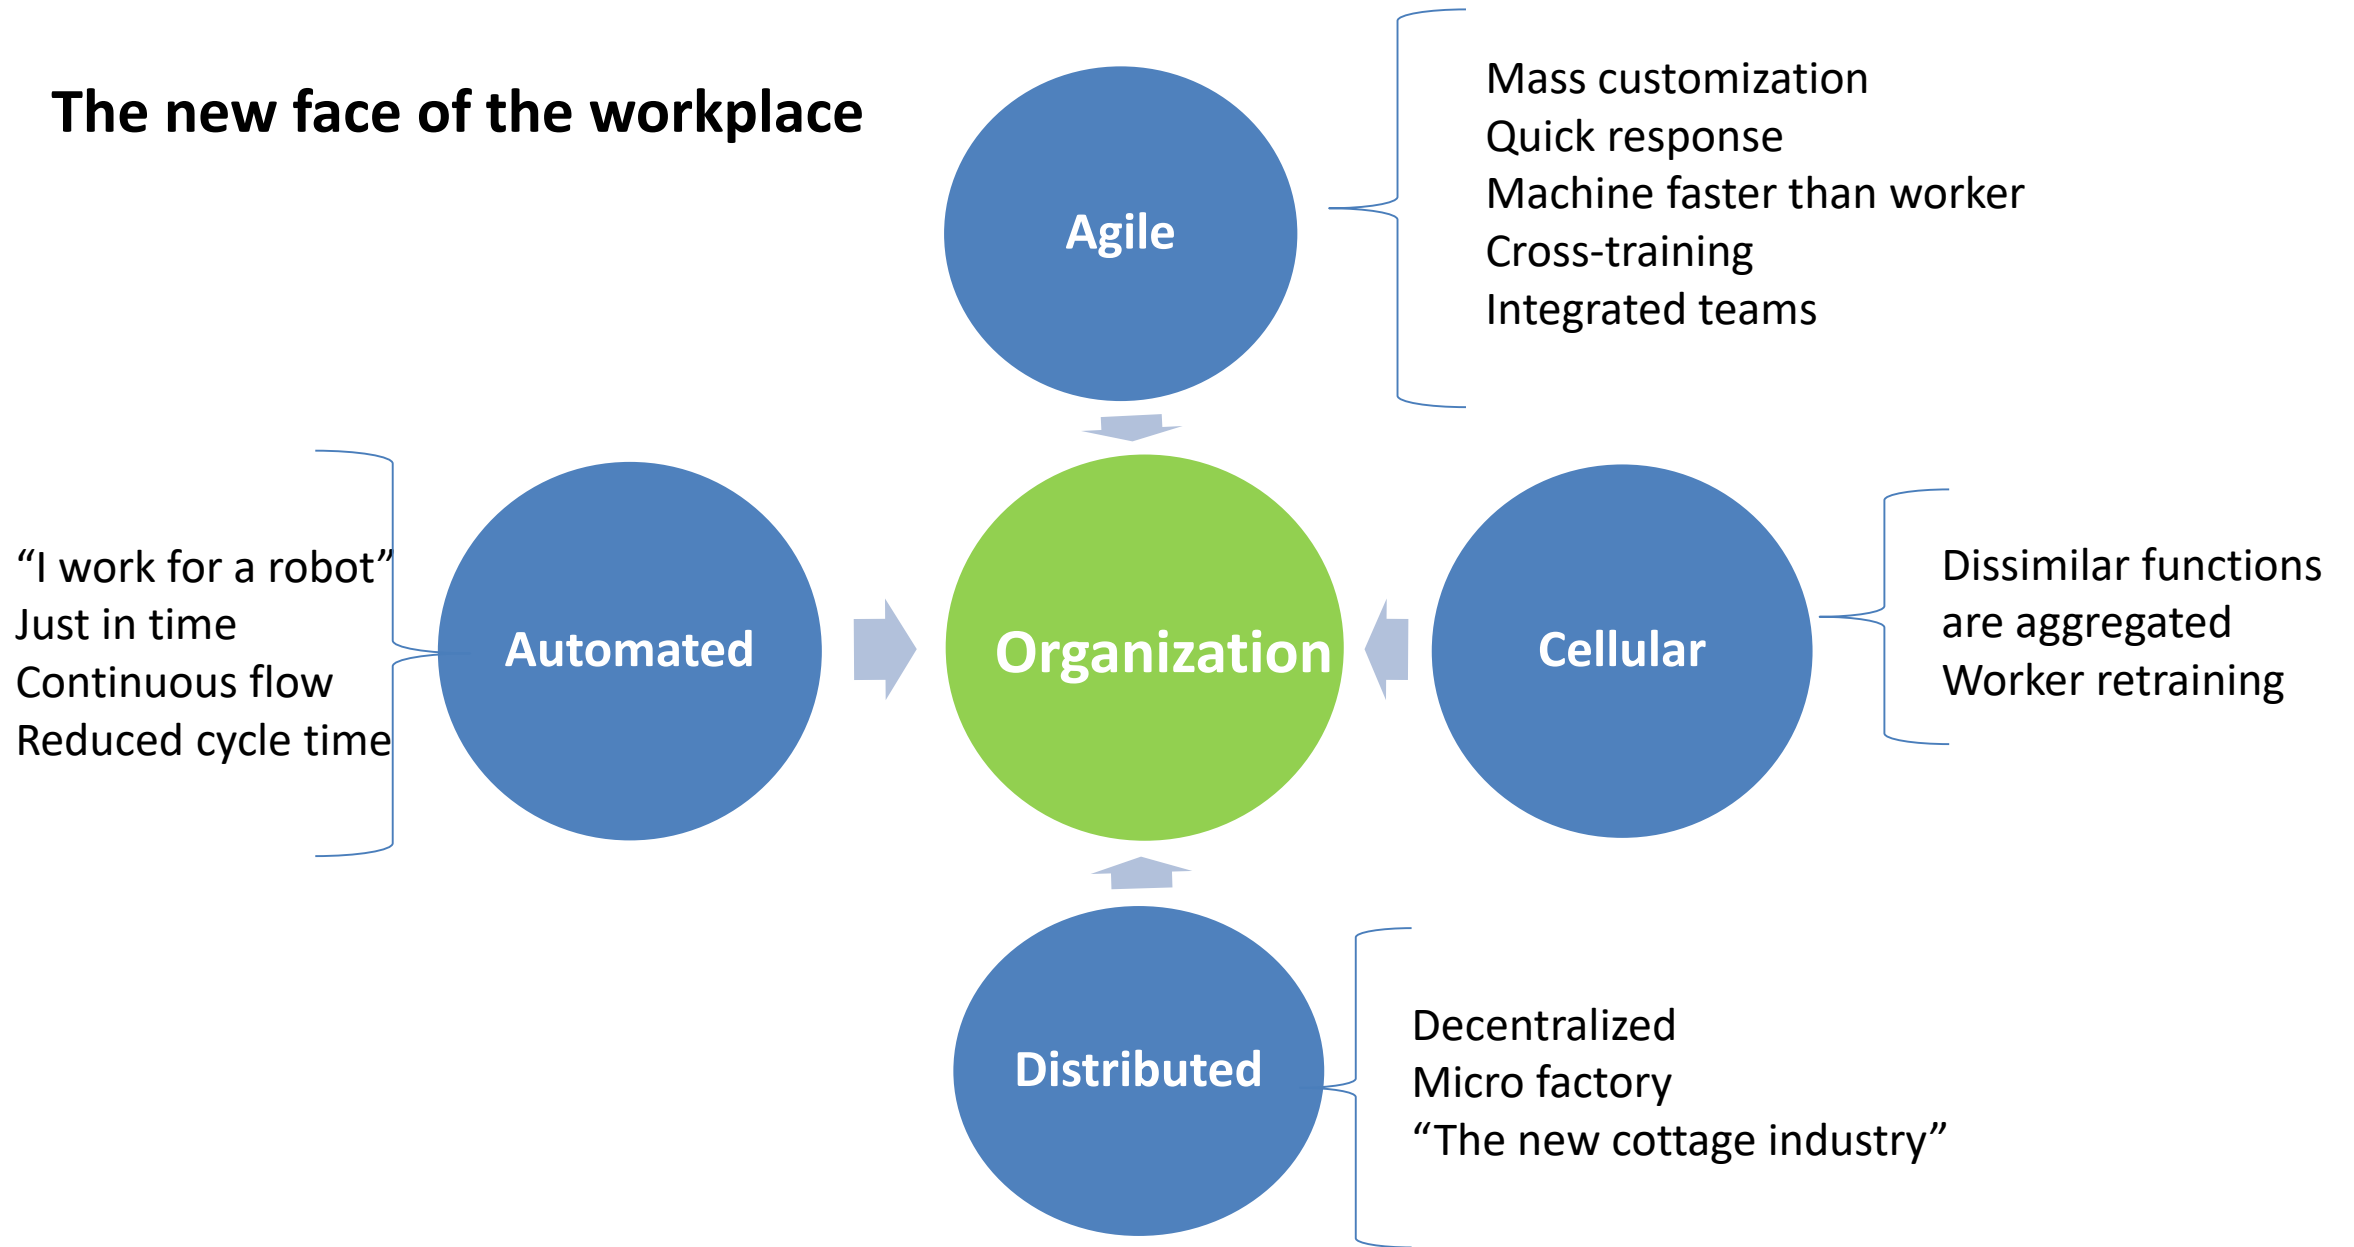 The new face of the workplace
Agile
Mass customization
Quick response
Machine faster than worker
Cross-training
Integrated teams
“I work for a robot”
Just in time
Continuous flow
Reduced cycle time
Automated
Organization
Cellular
Dissimilar functions
are aggregated
Worker retraining
Distributed
Decentralized
Micro factory
“The new cottage industry”